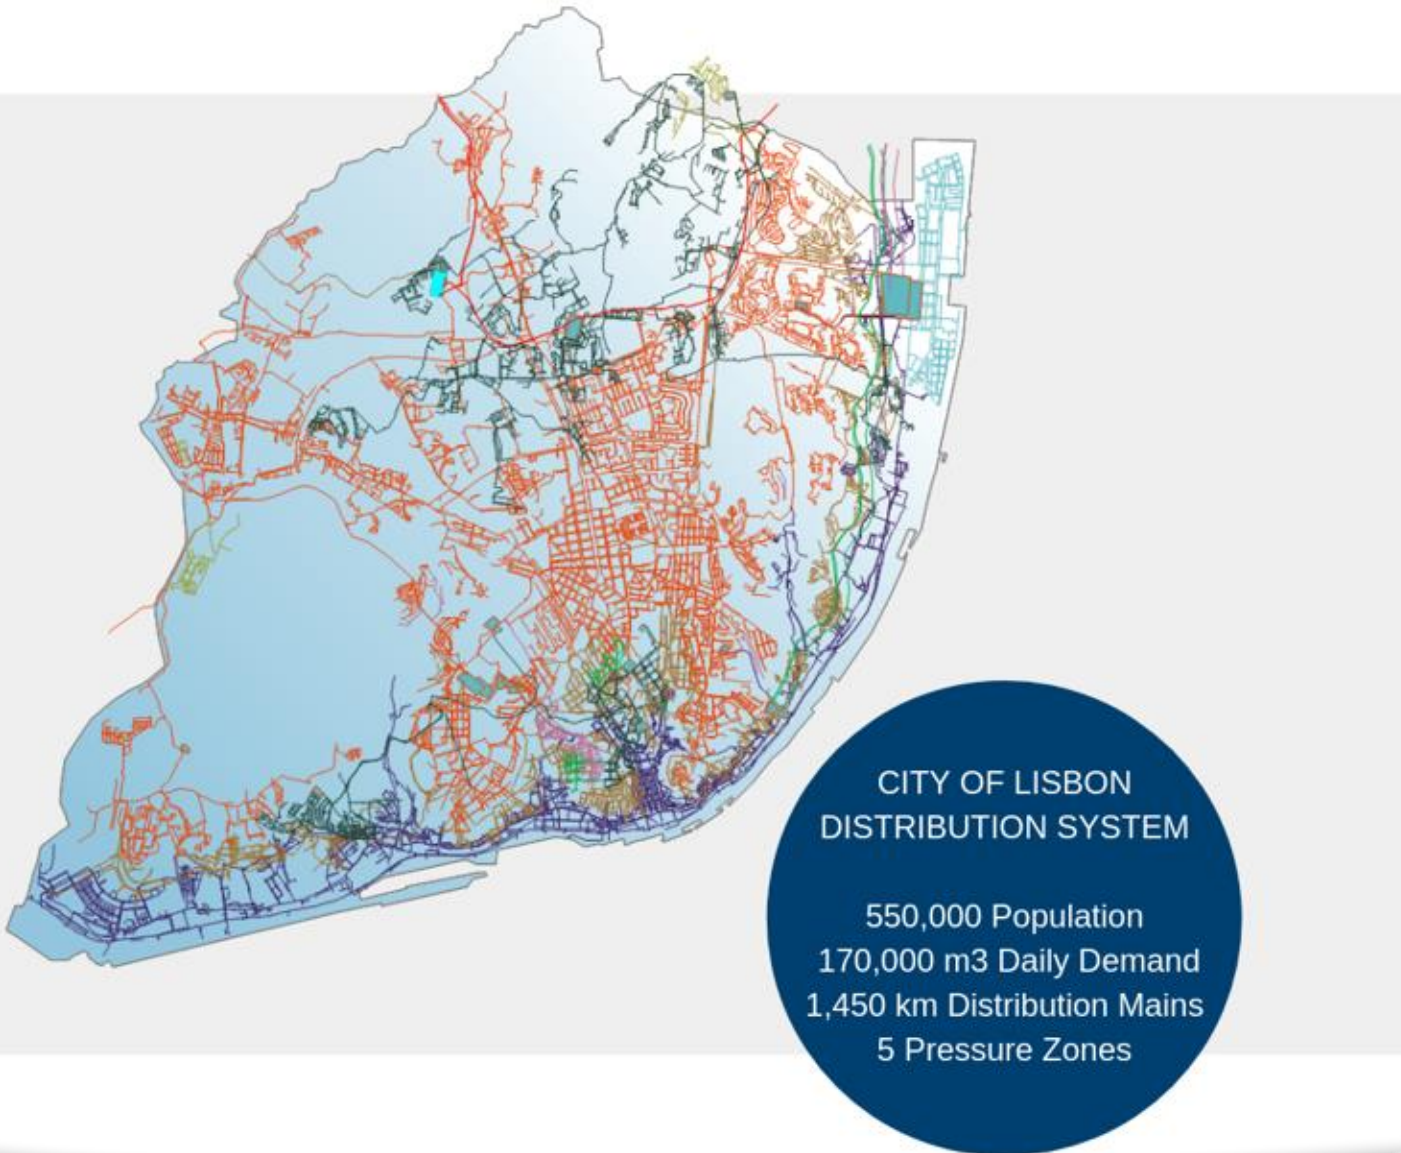 CITY OF LISBON
DISTRIBUTION SYSTEM
550,000 Population
170,000 m3 Daily Demand
1,450 km Distribution Mains
5 Pressure Zones